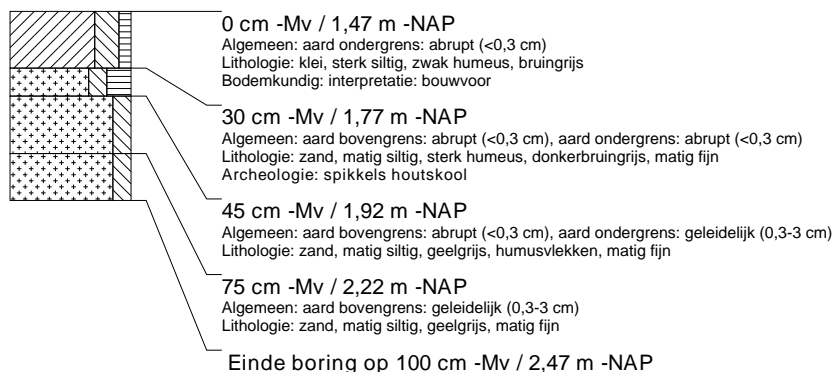 0 cm -Mv / 1,47 m -NAP
Algemeen: aard ondergrens: abrupt (<0,3 cm)
Lithologie: klei, sterk siltig, zwak humeus, bruingrijs
Bodemkundig: interpretatie: bouwvoor
30 cm -Mv / 1,77 m -NAP
Algemeen: aard bovengrens: abrupt (<0,3 cm), aard ondergrens: abrupt (<0,3 cm)
Lithologie: zand, matig siltig, sterk humeus, donkerbruingrijs, matig fijn
Archeologie: spikkels houtskool
45 cm -Mv / 1,92 m -NAP
Algemeen: aard bovengrens: abrupt (<0,3 cm), aard ondergrens: geleidelijk (0,3-3 cm)
Lithologie: zand, matig siltig, geelgrijs, humusvlekken, matig fijn
75 cm -Mv / 2,22 m -NAP
Algemeen: aard bovengrens: geleidelijk (0,3-3 cm)
Lithologie: zand, matig siltig, geelgrijs, matig fijn
Einde boring op 100 cm -Mv / 2,47 m -NAP